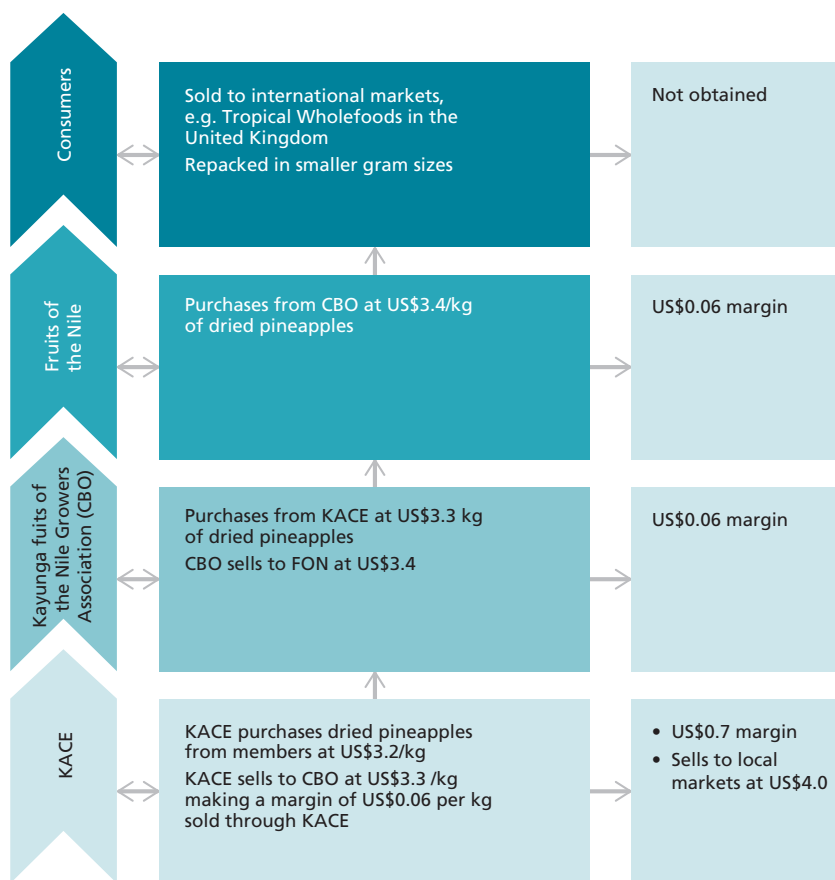 Consumers
Sold to international markets,
e.g. Tropical Wholefoods in the
United Kingdom
Repacked in smaller gram sizes
Not obtained
Fruits of
the Nile
Purchases from CBO at US$3.4/kg
of dried pineapples
US$0.06 margin
Kayunga fuits of
the Nile Growers
Association (CBO)
Purchases from KACE at US$3.3 kg
of dried pineapples
CBO sells to FON at US$3.4
US$0.06 margin
KACE
KACE purchases dried pineapples
from members at US$3.2/kg
KACE sells to CBO at US$3.3 /kg
making a margin of US$0.06 per kg
sold through KACE
• US$0.7 margin
• Sells to local
markets at US$4.0